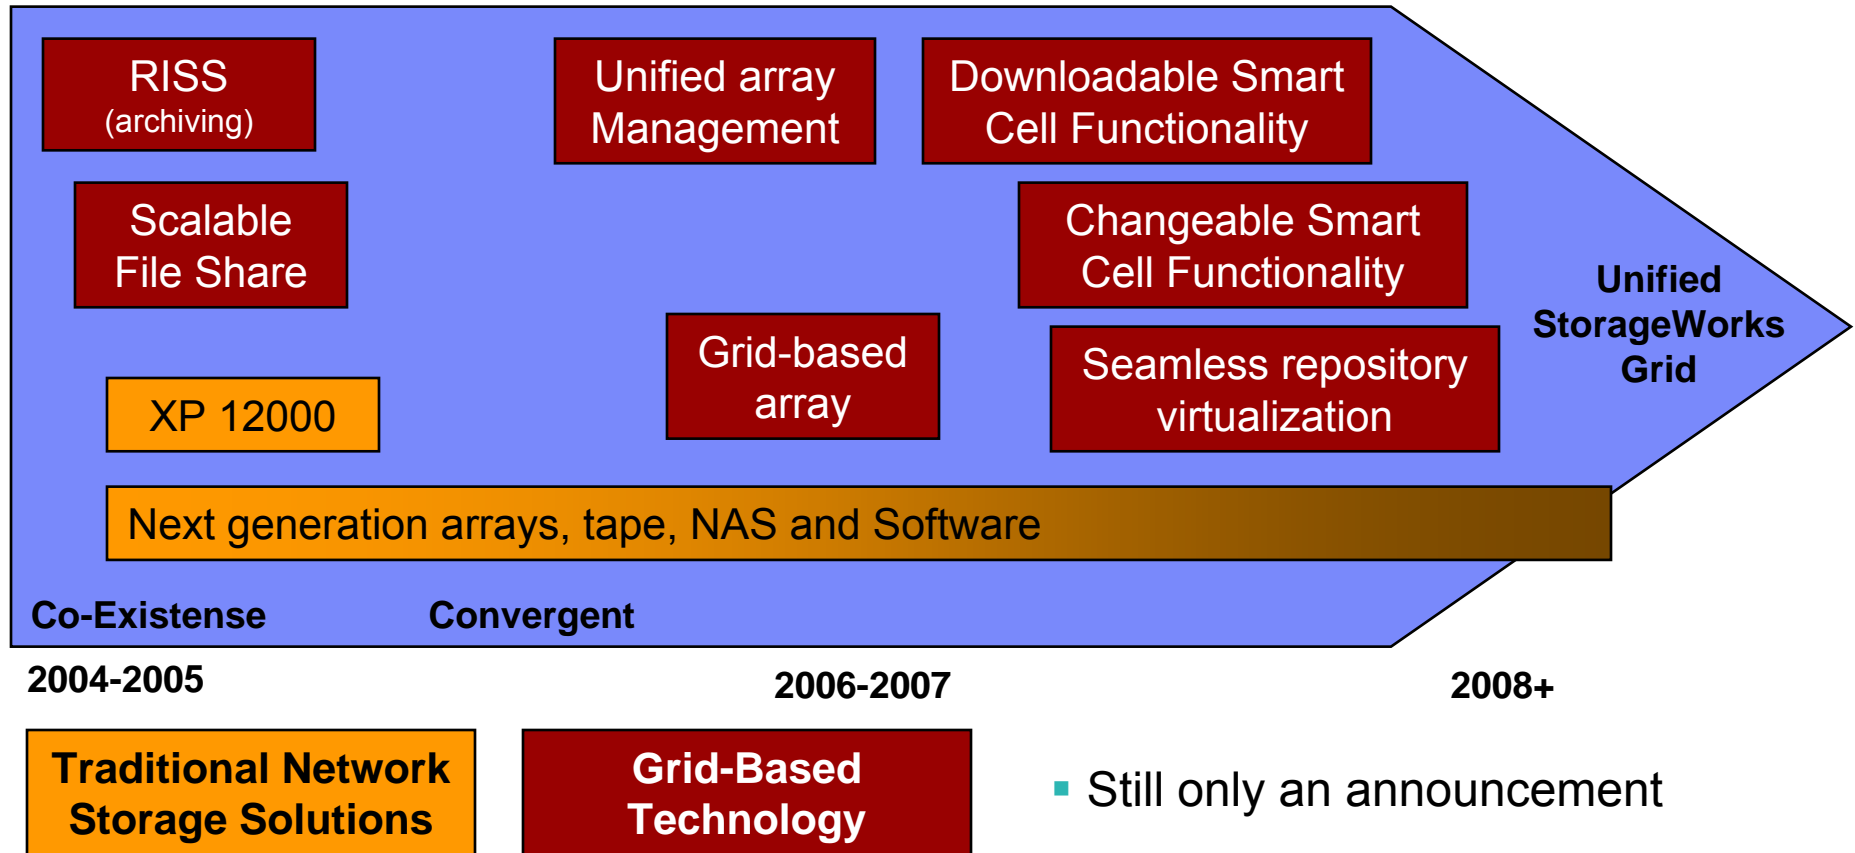 RISS
(archiving)
Unified array
Management
Downloadable Smart
Cell Functionality
Scalable
File Share
Changeable Smart
Cell Functionality
Unified
StorageWorks
Grid
Grid-based
array
Seamless repository
virtualization
XP 12000
Next generation arrays, tape, NAS and Software
Co-Existense
Convergent
2004-2005
2006-2007
2008+
Traditional Network
Storage Solutions
Grid-Based
Technology
▪ Still only an announcement